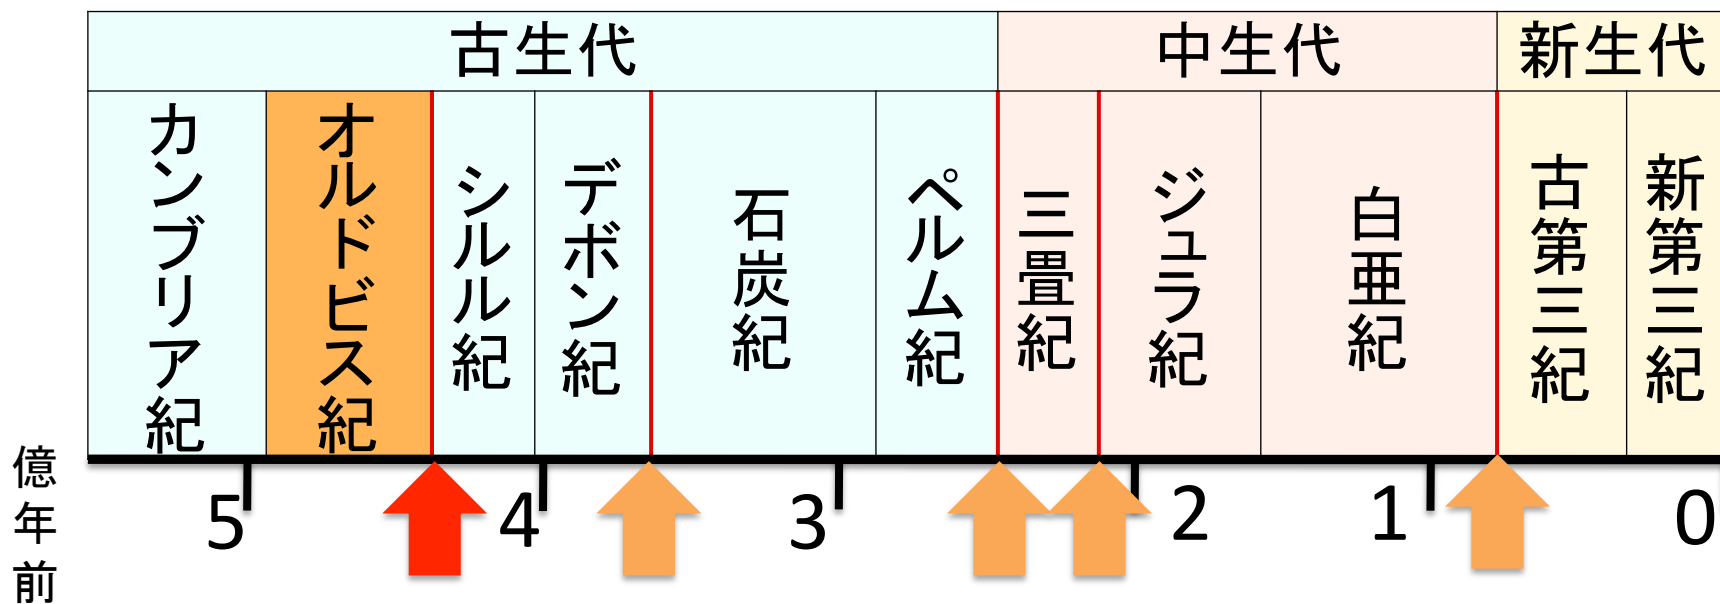 古生代
中生代
新生代
カンブリア紀
オルドビス紀
シルル紀
デボン紀
石炭紀
ペルム紀
三畳紀
ジュラ紀
白亜紀
古第三紀
新第三紀
億年前
5
4
3
2
1
0